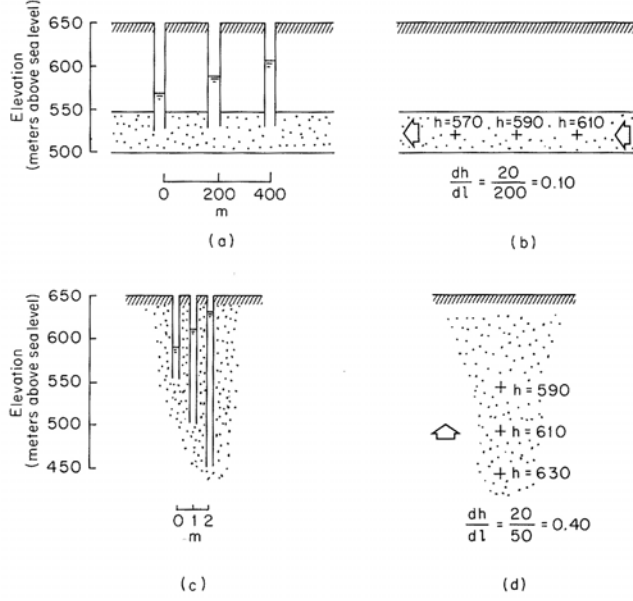 Elevation
(meters above sea level)
650
600
550
500
0 200 400
m
(a)
h=570 h=590 h=610
dh/dl = 20/200 = 0.10
(b)
Elevation
(meters above sea level)
650
600
550
500
450
0 1 2
m
(c)
h=590
h=610
h=630
dh/dl = 20/50 = 0.40
(d)